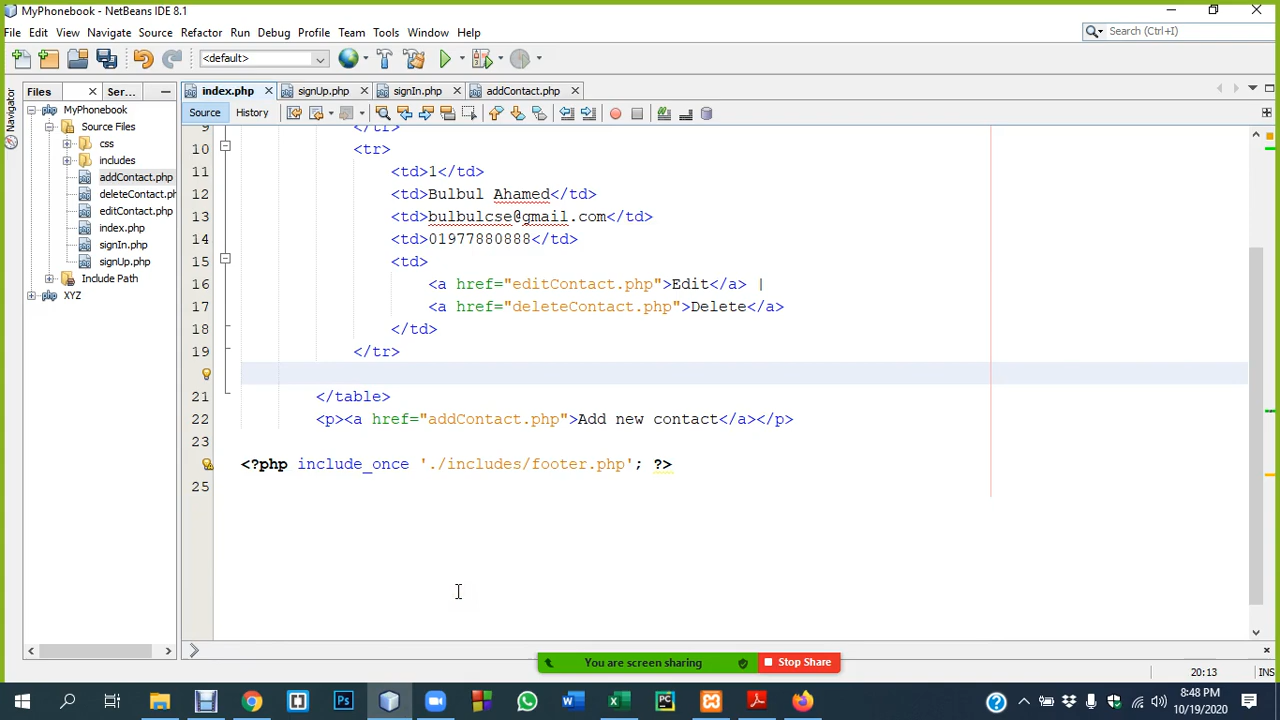 MyPhonebook - NetBeans IDE 8.1
File Edit View Navigate Source Refactor Run Debug Profile Team Tools Window Help
Search (Ctrl+I)
<default>
Files
Ser...
index.php
signUp.php
signIn.php
addContact.php
Navigator
Source
History
MyPhonebook
Source Files
css
includes
addContact.php
deleteContact.ph
editContact.php
index.php
signIn.php
signUp.php
Include Path
XYZ
9 </tr>
10 <tr>
11 <td>1</td>
12 <td>Bulbul Ahamed</td>
13 <td>bulbulcse@gmail.com</td>
14 <td>01977880888</td>
15 <td>
16 <a href="editContact.php">Edit</a> |
17 <a href="deleteContact.php">Delete</a>
18 </td>
19 </tr>
21 </table>
22 <p><a href="addContact.php">Add new contact</a></p>
23
<?php include_once './includes/footer.php'; ?>
25
You are screen sharing
Stop Share
20:13
INS
8:48 PM
10/19/2020